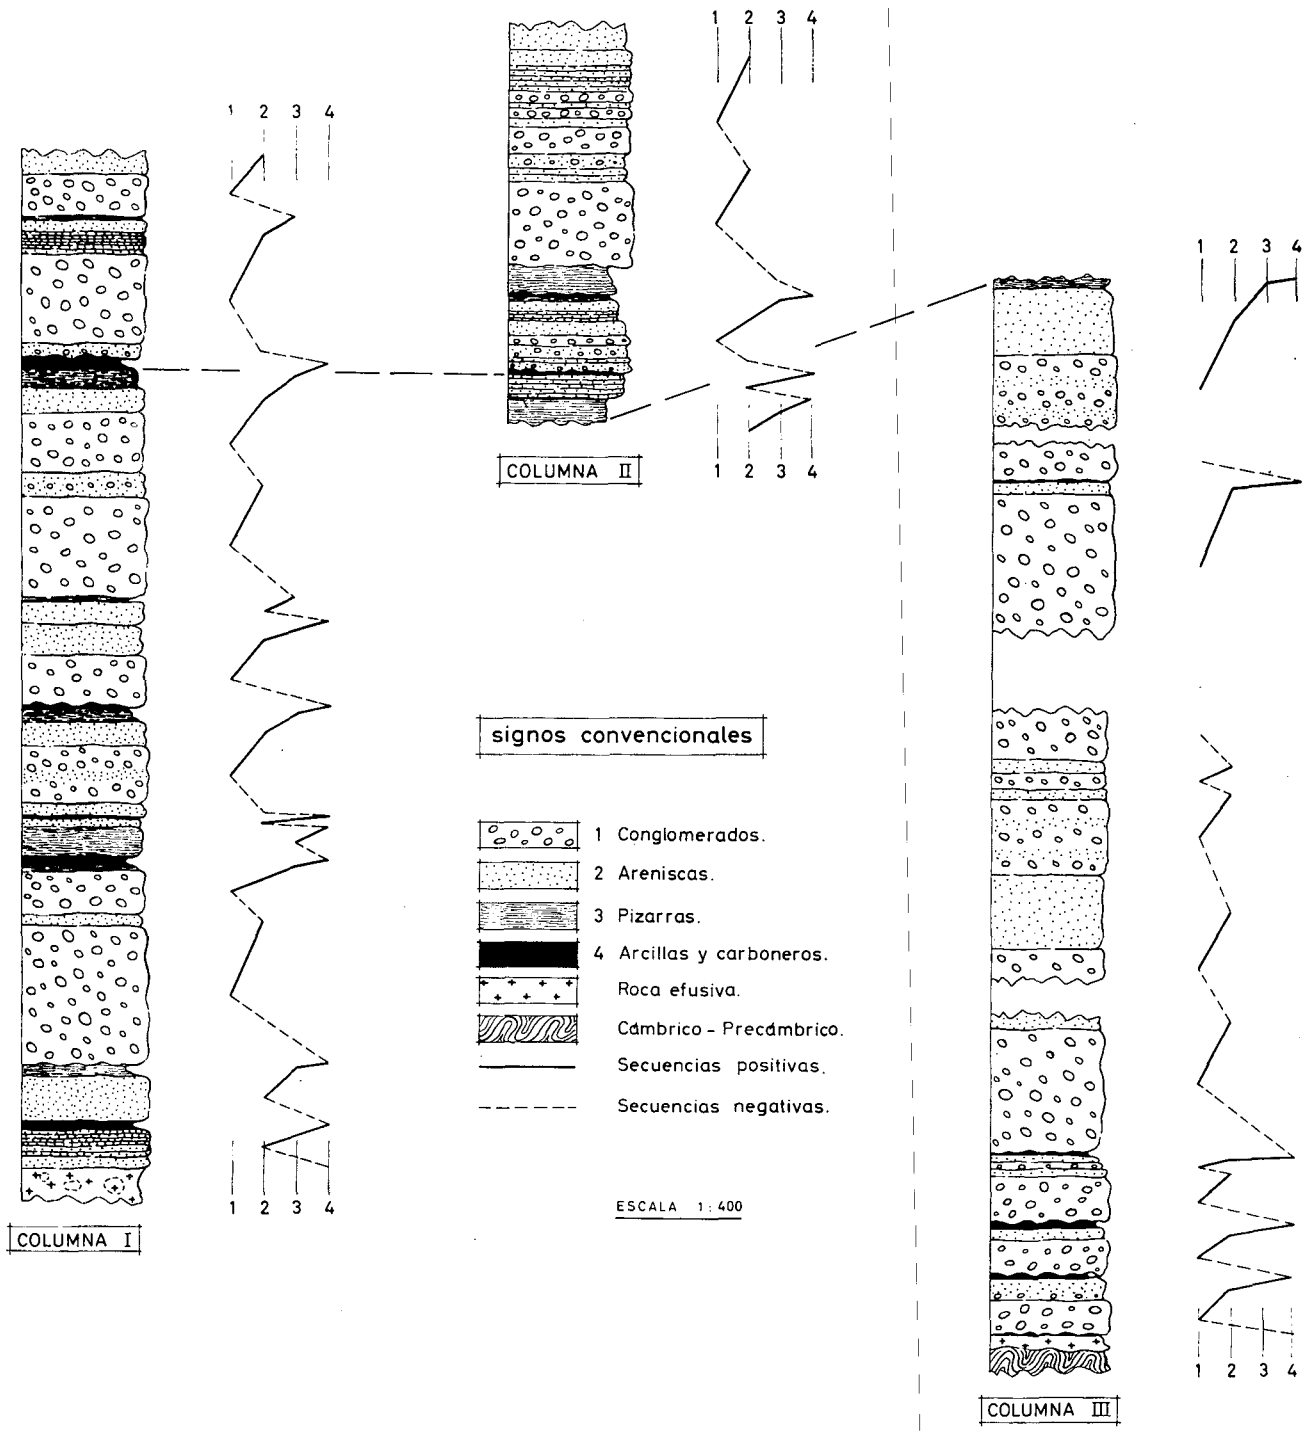 1 2 3 4
1 2 3 4
COLUMNA II
1 2 3 4
1 2 3 4
signos convencionales
1 Conglomerados.
2 Areniscas.
3 Pizarras.
4 Arcillas y carboneros.
Roca efusiva.
Cámbrico - Precámbrico.
Secuencias positivas.
Secuencias negativas.
ESCALA 1:400
1 2 3 4
COLUMNA I
1 2 3 4
COLUMNA III